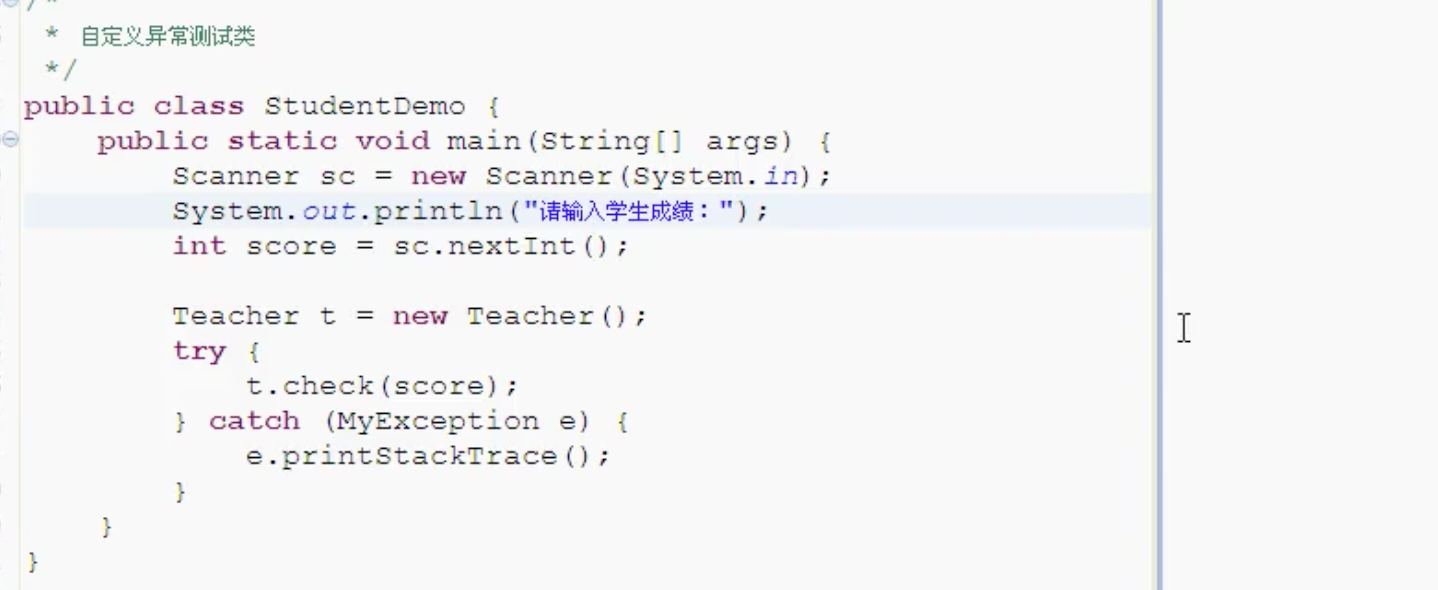 /*
 * 自定义异常测试类
 */
public class StudentDemo {
    public static void main(String[] args) {
        Scanner sc = new Scanner(System.in);
        System.out.println("请输入学生成绩：");
        int score = sc.nextInt();

        Teacher t = new Teacher();
        try {
            t.check(score);
        } catch (MyException e) {
            e.printStackTrace();
        }
    }
}